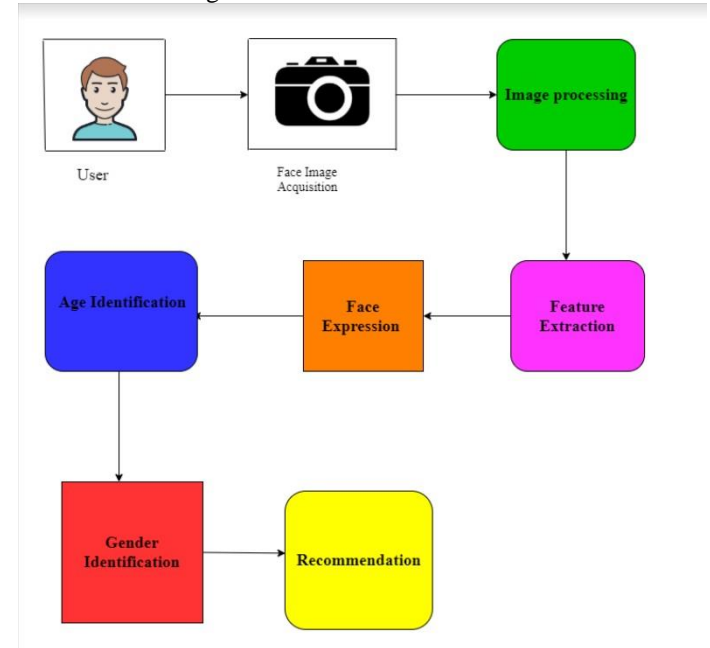 Image processing
User
Face Image
Acquisition
Age Identification
Face
Expression
Feature
Extraction
Gender
Identification
Recommendation